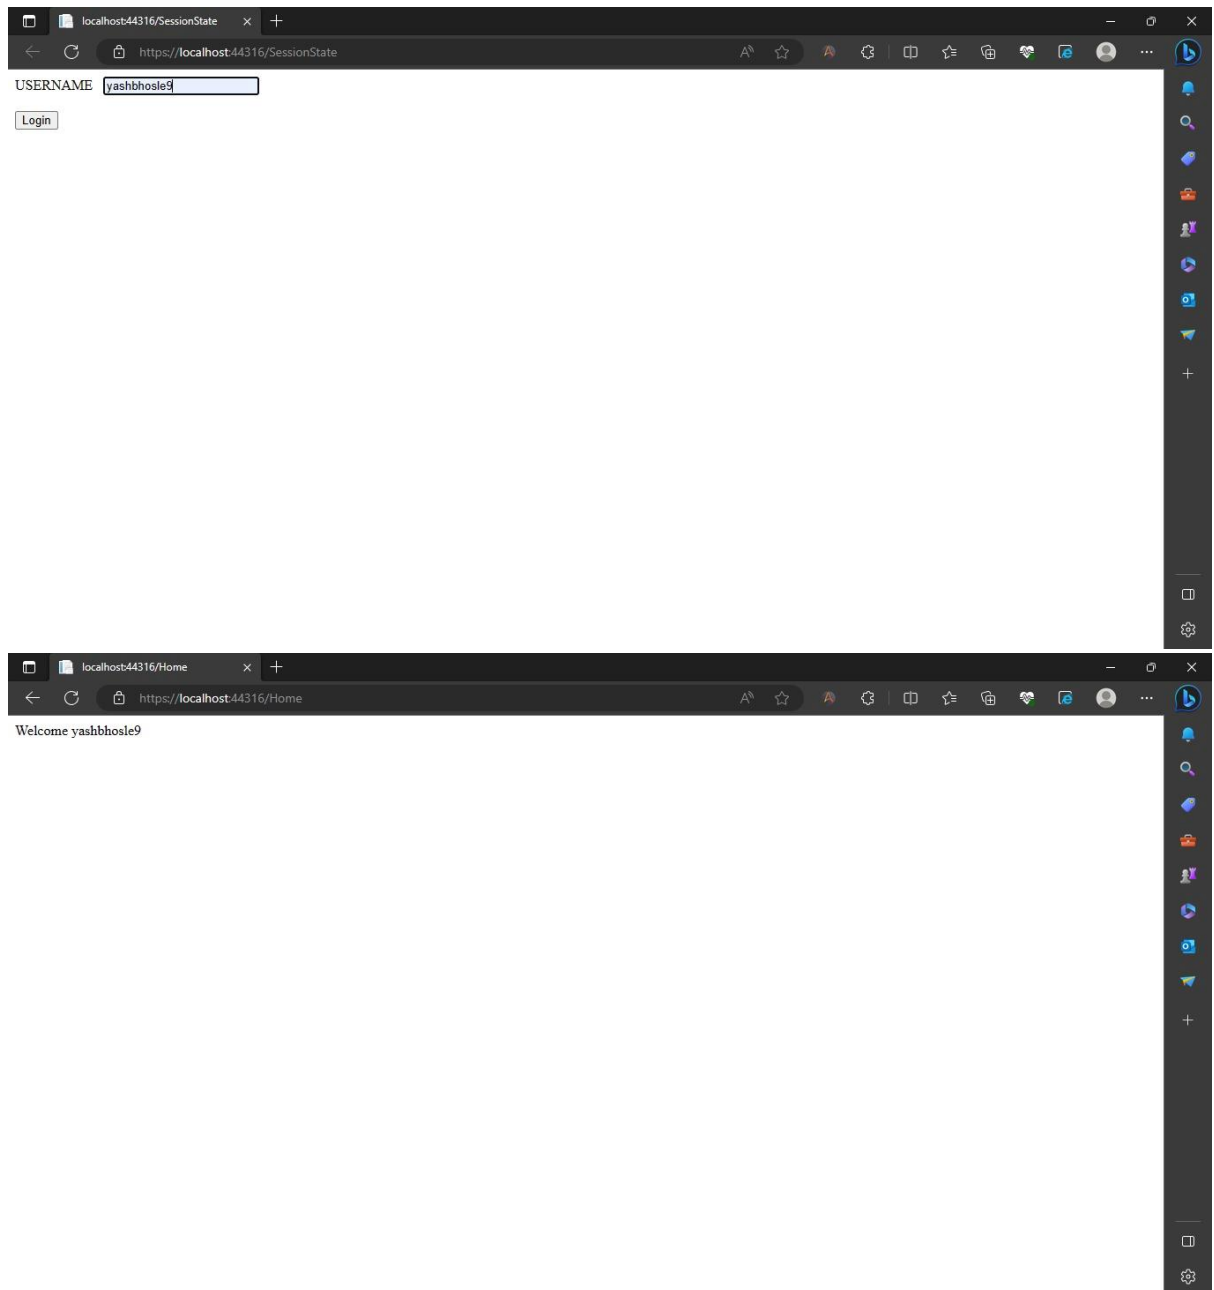 localhost:44316/SessionState
https://localhost:44316/SessionState
USERNAME yashbhosle9
Login
localhost:44316/Home
https://localhost:44316/Home
Welcome yashbhosle9